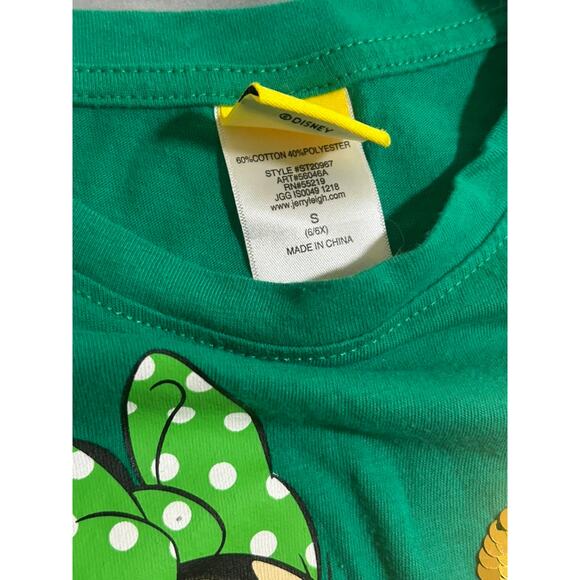 ©DISNEY
60%COTTON 40%POLYESTER
STYLE #ST20967
ART#56046A
RN#55219
JGG IS0049 1218
www.jerryleigh.com
S
(6/6X)
MADE IN CHINA